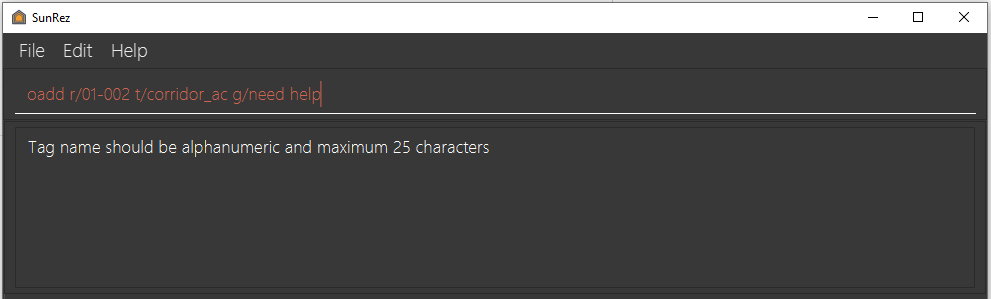 SunRez
File Edit Help
oadd r/01-002 t/corridor_ac g/need help
Tag name should be alphanumeric and maximum 25 characters